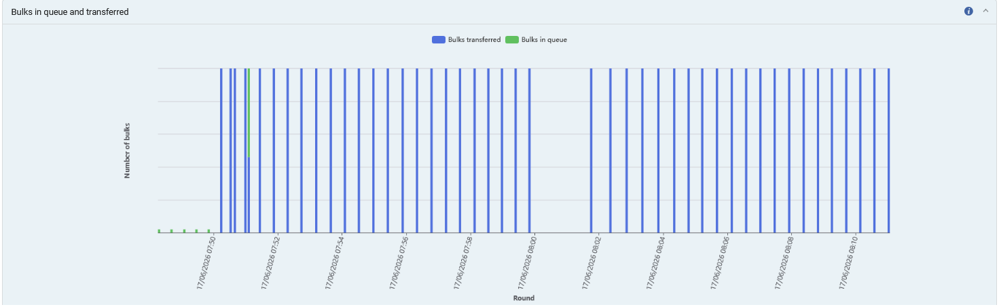 Bulks in queue and transferred
i
Bulks transferred
Bulks in queue
Number of bulks
17/06/2026 07:50
17/06/2026 07:52
17/06/2026 07:54
17/06/2026 07:56
17/06/2026 07:58
17/06/2026 08:00
17/06/2026 08:02
17/06/2026 08:04
17/06/2026 08:06
17/06/2026 08:08
17/06/2026 08:10
Round